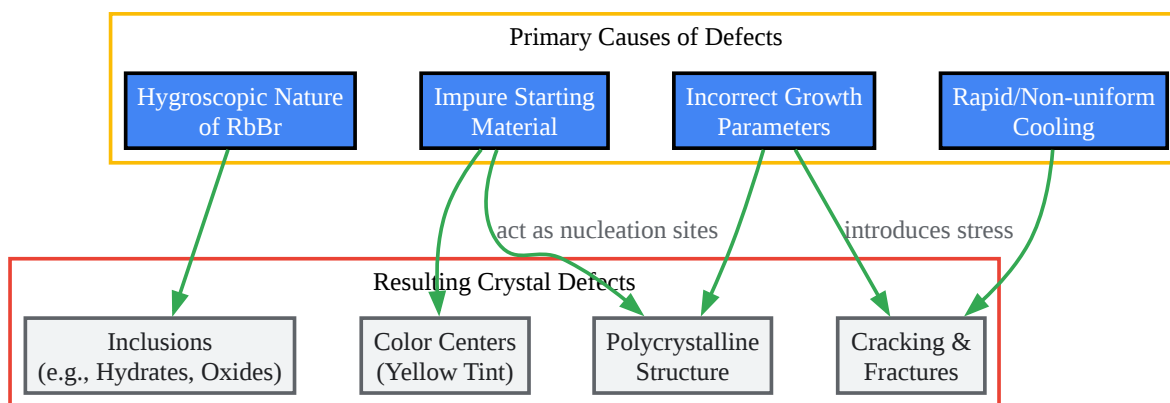 Primary Causes of Defects
Hygroscopic Nature
of RbBr
Impure Starting
Material
Incorrect Growth
Parameters
Rapid/Non-uniform
Cooling
act as nucleation sites
introduces stress
Resulting Crystal Defects
Inclusions
(e.g., Hydrates, Oxides)
Color Centers
(Yellow Tint)
Polycrystalline
Structure
Cracking &
Fractures